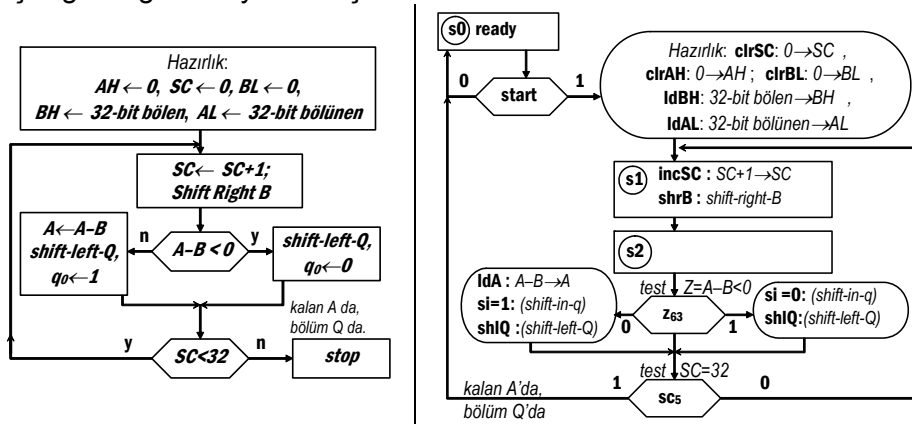 Hazırlık:
AH ← 0, SC ← 0, BL ← 0,
BH ← 32-bit bölen, AL ← 32-bit bölünen
SC← SC+1;
Shift Right B
A←A–B
shift-left-Q,
q0←1
n
A–B<0
y
shift-left-Q,
q0←0
kalan A da,
bölüm Q da.
y
SC<32
n
stop
s0 ready
0
start
1
Hazırlık: clrSC: 0→SC ,
clrAH: 0→AH ; clrBL: 0→BL ,
ldBH: 32-bit bölen→BH ,
ldAL: 32-bit bölünen→AL
s1 incSC : SC+1→SC
shrB : shift-right-B
s2
ldA : A–B→A
si=1: (shift-in-q)
shlQ :(shift-left-Q)
test Z=A–B<0
0
z63
1
si =0: (shift-in-q)
shlQ :(shift-left-Q)
test SC=32
kalan A'da,
bölüm Q'da
1
sc5
0